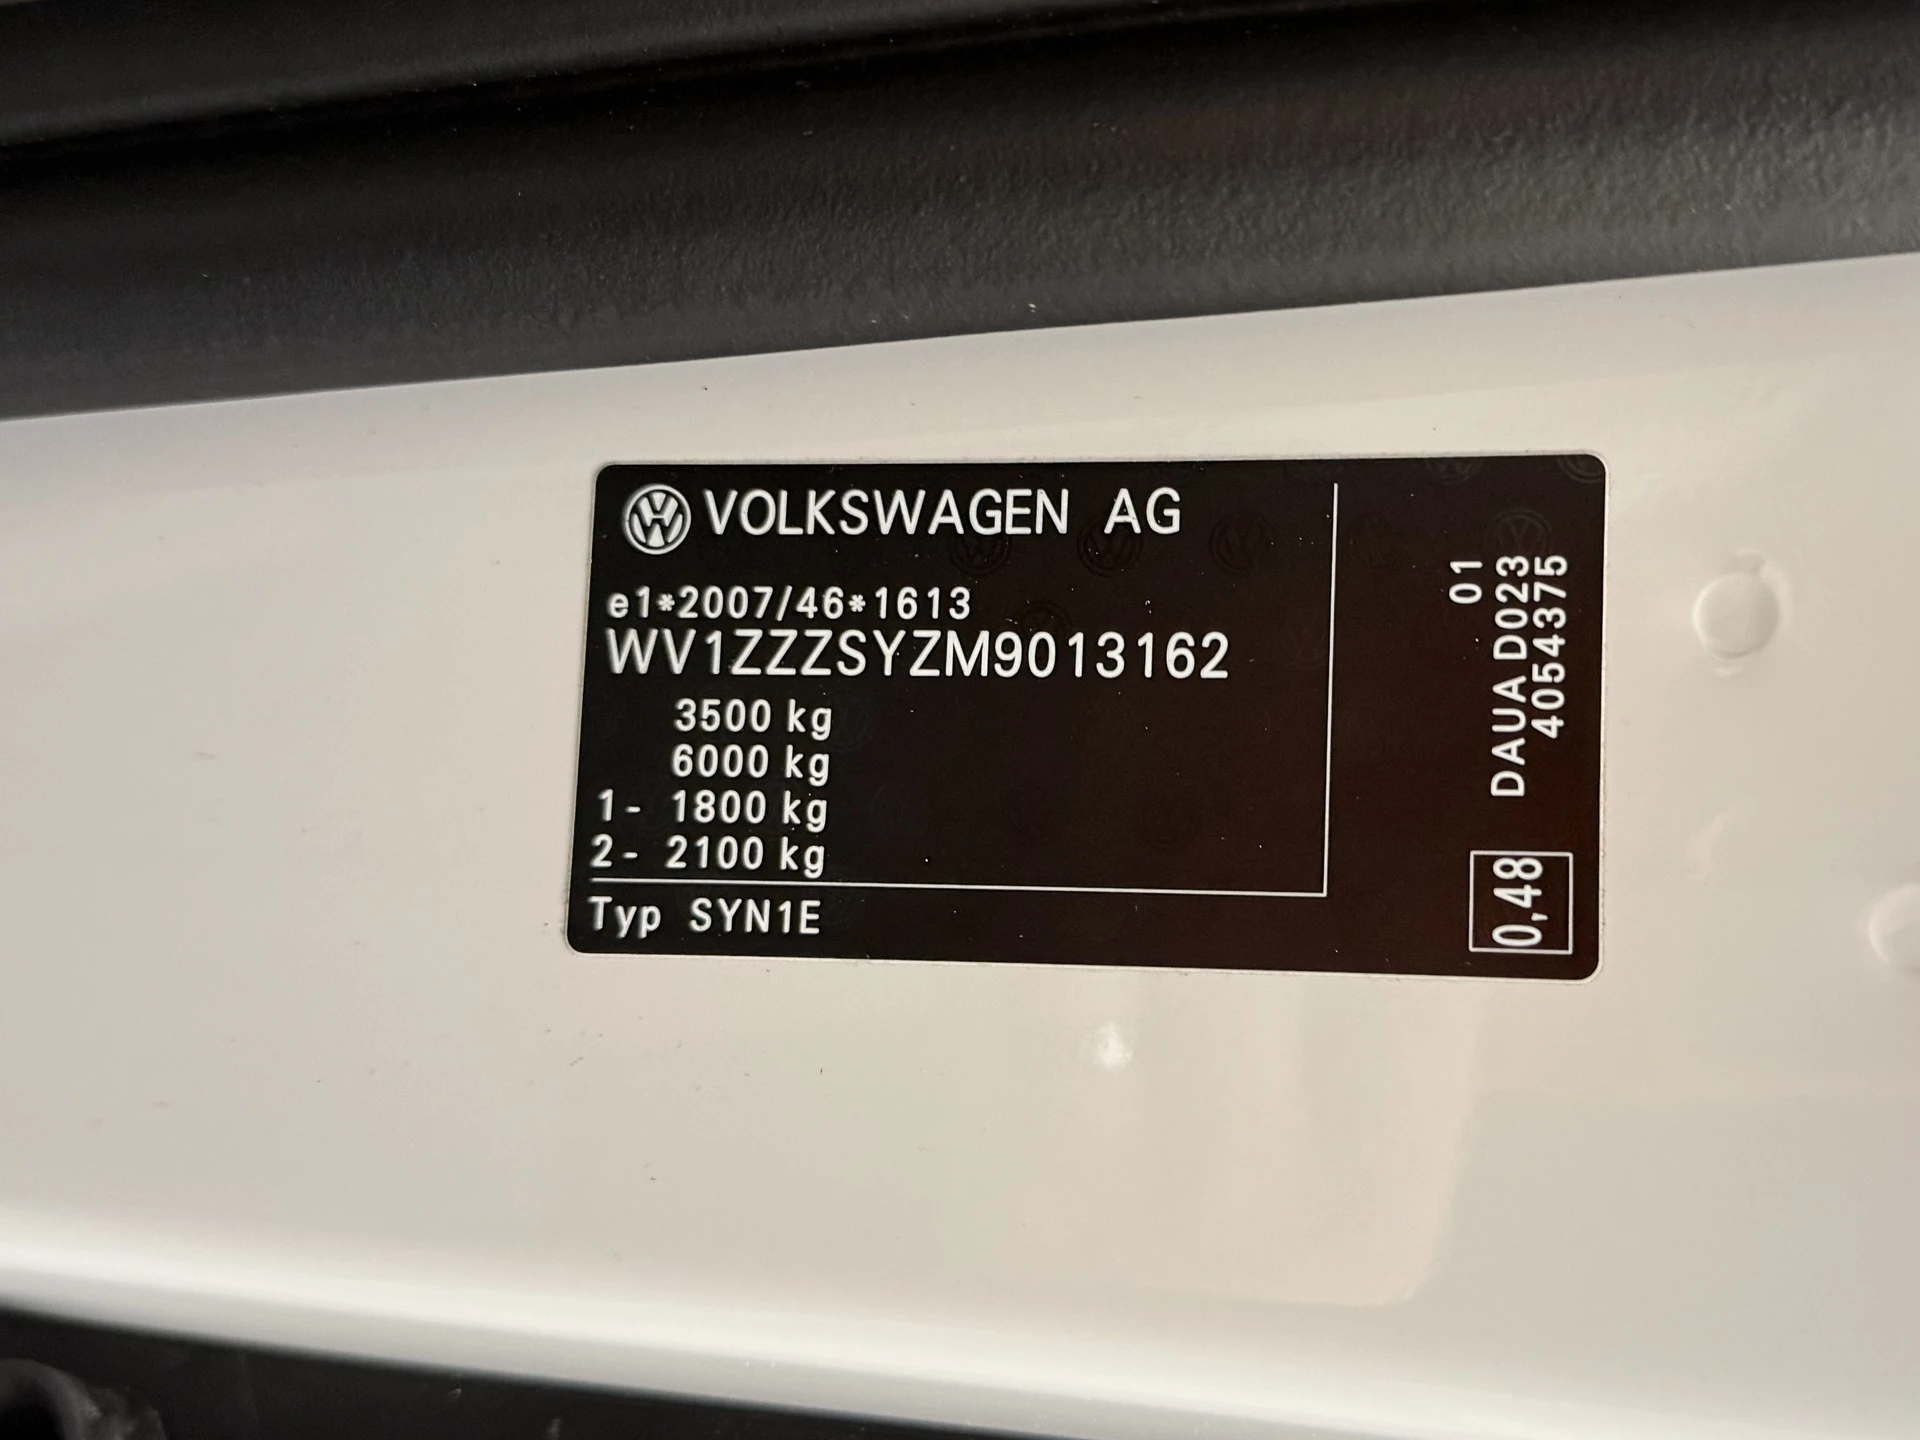 VOLKSWAGEN AG
e1*2007/46*1613
WV1ZZZSYZM9013162
3500 kg
6000 kg
1- 1800 kg
2- 2100 kg
Typ SYN1E
01
DAUA D023
4054375
0,48